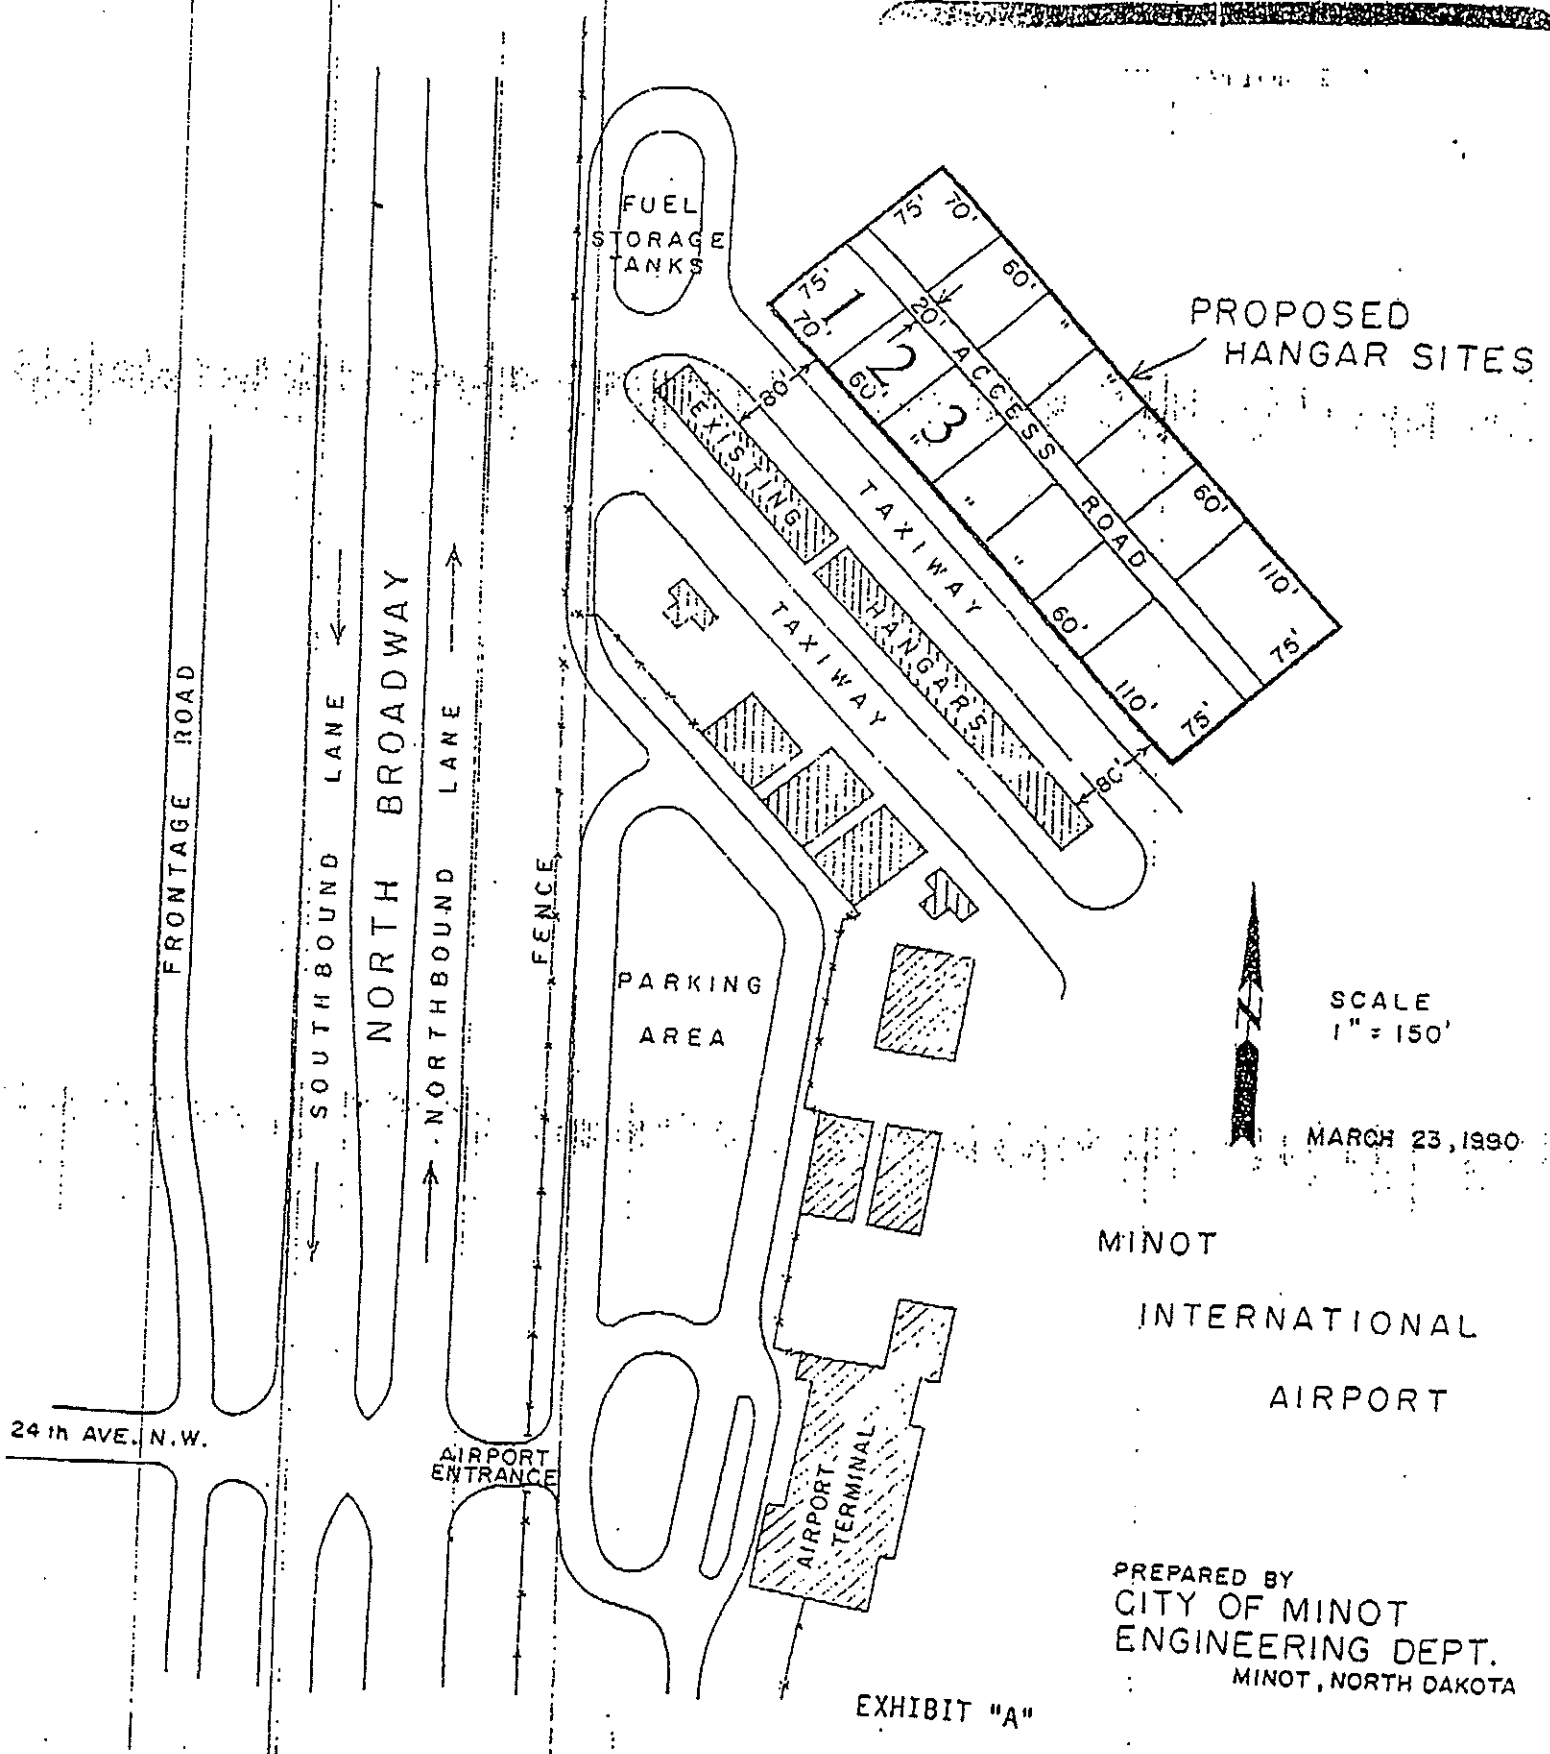 FUEL
STORAGE
TANKS
75'
70'
75'
70'
1
60'
20' ACCESS ROAD
"
"
"
60'
110'
75'
2
60'
3
"
"
"
60'
110'
75'
PROPOSED
HANGAR SITES
80'
EXISTING HANGARS
TAXIWAY
TAXIWAY
80'
FRONTAGE ROAD
SOUTHBOUND LANE
NORTH BROADWAY
NORTHBOUND LANE
FENCE
PARKING
AREA
N
SCALE
1" = 150'
MARCH 23, 1990
MINOT
INTERNATIONAL
AIRPORT
24 th AVE. N.W.
AIRPORT
ENTRANCE
AIRPORT
TERMINAL
PREPARED BY
CITY OF MINOT
ENGINEERING DEPT.
MINOT, NORTH DAKOTA
EXHIBIT "A"